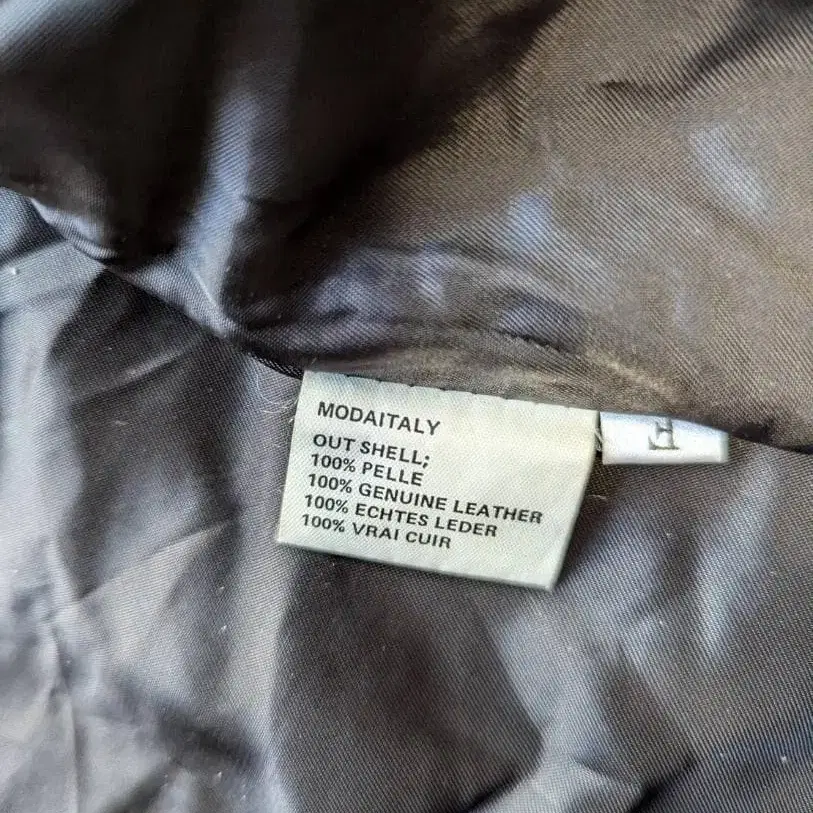 MODAITALY
OUT SHELL;
100% PELLE
100% GENUINE LEATHER
100% ECHTES LEDER
100% VRAI CUIR